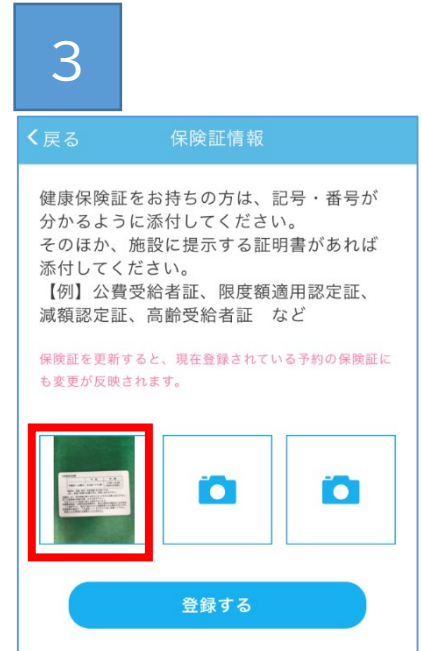 3
戻る 保険証情報
健康保険証をお持ちの方は、記号・番号が
分かるように添付してください。
そのほか、施設に提示する証明書があれば
添付してください。
【例】公費受給者証、限度額適用認定証、
減額認定証、高齢受給者証 など
保険証を更新すると、現在登録されている予約の保険証に
も変更が反映されます。
登録する